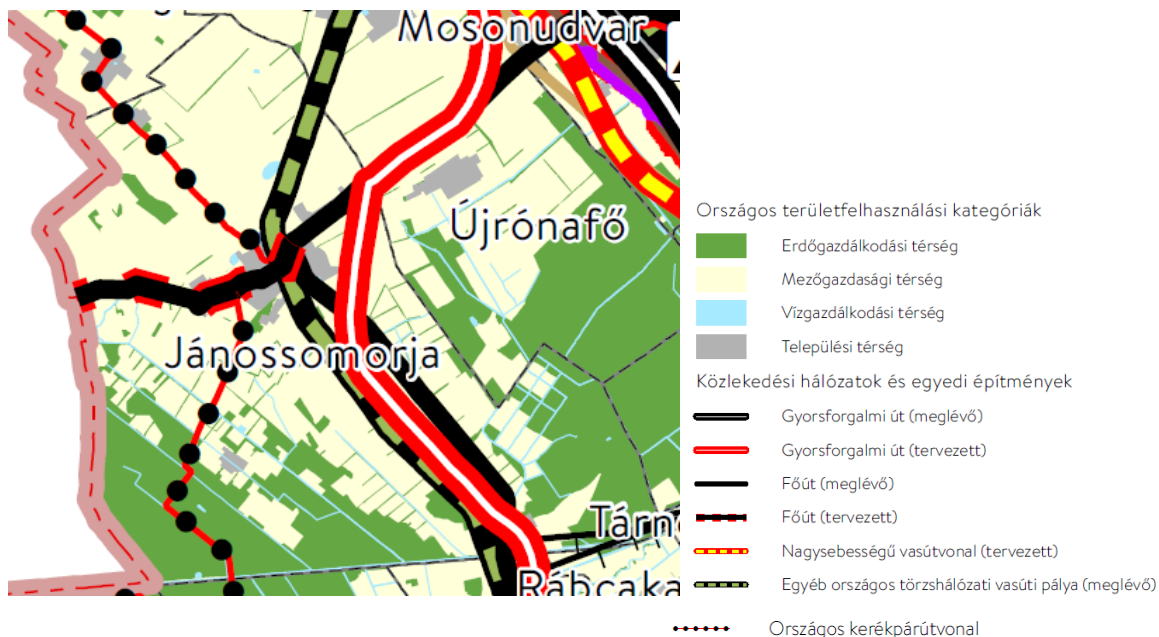 Mosonudvar
Újrónafő
Jánossomorja
Tárn
Rábcaka
Országos területfelhasználási kategóriák
Erdőgazdálkodási térség
Mezőgazdasági térség
Vízgazdálkodási térség
Települési térség
Közlekedési hálózatok és egyedi építmények
Gyorsforgalmi út (meglévő)
Gyorsforgalmi út (tervezett)
Főút (meglévő)
Főút (tervezett)
Nagysebességű vasútvonal (tervezett)
Egyéb országos törzshálózati vasúti pálya (meglévő)
Országos kerékpárútvonal